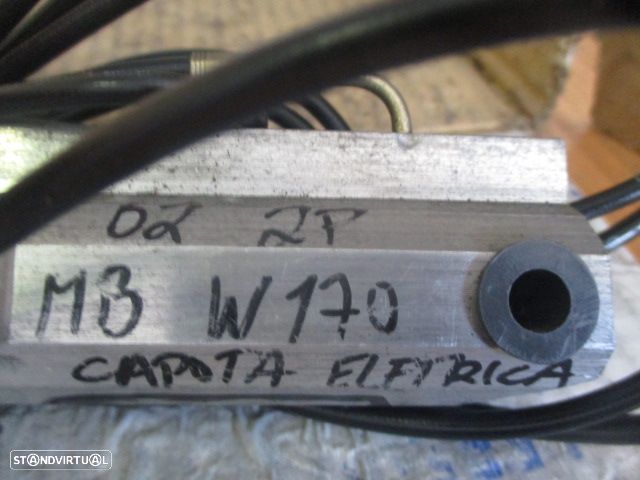 02 2P
MB W170
CAPOTA ELETRICA
STANDVIRTUAL